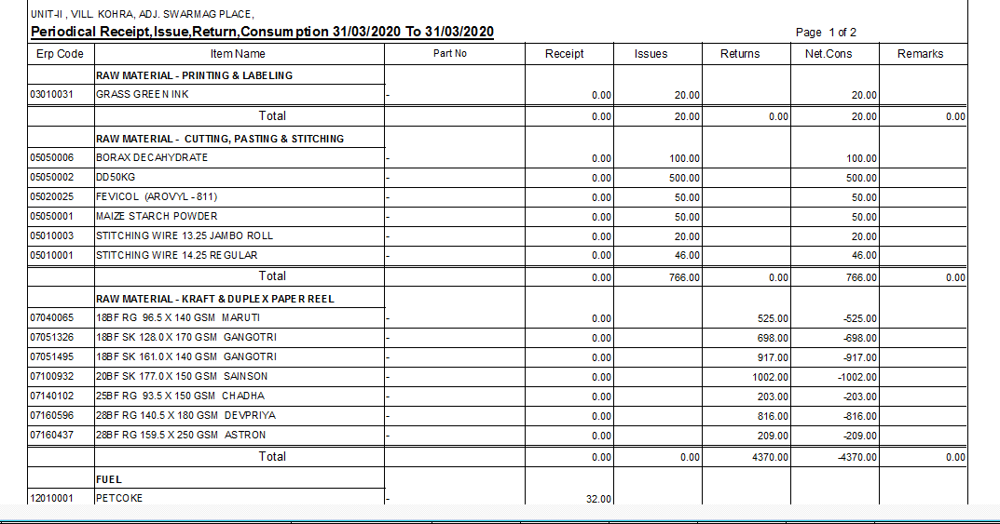 UNIT-II , VILL. KOHRA, ADJ. SWARMAG PLACE,
Periodical Receipt,Issue,Return,Consumption 31/03/2020 To 31/03/2020 Page 1 of 2
Erp Code Item Name Part No Receipt Issues Returns Net.Cons Remarks
RAW MATERIAL - PRINTING & LABELING
03010031 GRASS GREEN INK - 0.00 20.00 20.00
Total 0.00 20.00 0.00 20.00 0.00
RAW MATERIAL - CUTTING, PASTING & STITCHING
05050006 BORAX DECAHYDRATE - 0.00 100.00 100.00
05050002 DD50KG - 0.00 500.00 500.00
05020025 FEVICOL (AROVYL - 811) - 0.00 50.00 50.00
05050001 MAIZE STARCH POWDER - 0.00 50.00 50.00
05010003 STITCHING WIRE 13.25 JAMBO ROLL - 0.00 20.00 20.00
05010001 STITCHING WIRE 14.25 REGULAR - 0.00 46.00 46.00
Total 0.00 766.00 0.00 766.00 0.00
RAW MATERIAL - KRAFT & DUPLEX PAPER REEL
07040065 18BF RG 96.5 X 140 GSM MARUTI - 0.00 525.00 -525.00
07051326 18BF SK 128.0 X 170 GSM GANGOTRI - 0.00 698.00 -698.00
07051495 18BF SK 161.0 X 140 GSM GANGOTRI - 0.00 917.00 -917.00
07100932 20BF SK 177.0 X 150 GSM SAINSON - 0.00 1002.00 -1002.00
07140102 25BF RG 93.5 X 150 GSM CHADHA - 0.00 203.00 -203.00
07160596 28BF RG 140.5 X 180 GSM DEVPRIYA - 0.00 816.00 -816.00
07160437 28BF RG 159.5 X 250 GSM ASTRON - 0.00 209.00 -209.00
Total 0.00 0.00 4370.00 -4370.00 0.00
FUEL
12010001 PETCOKE - 32.00